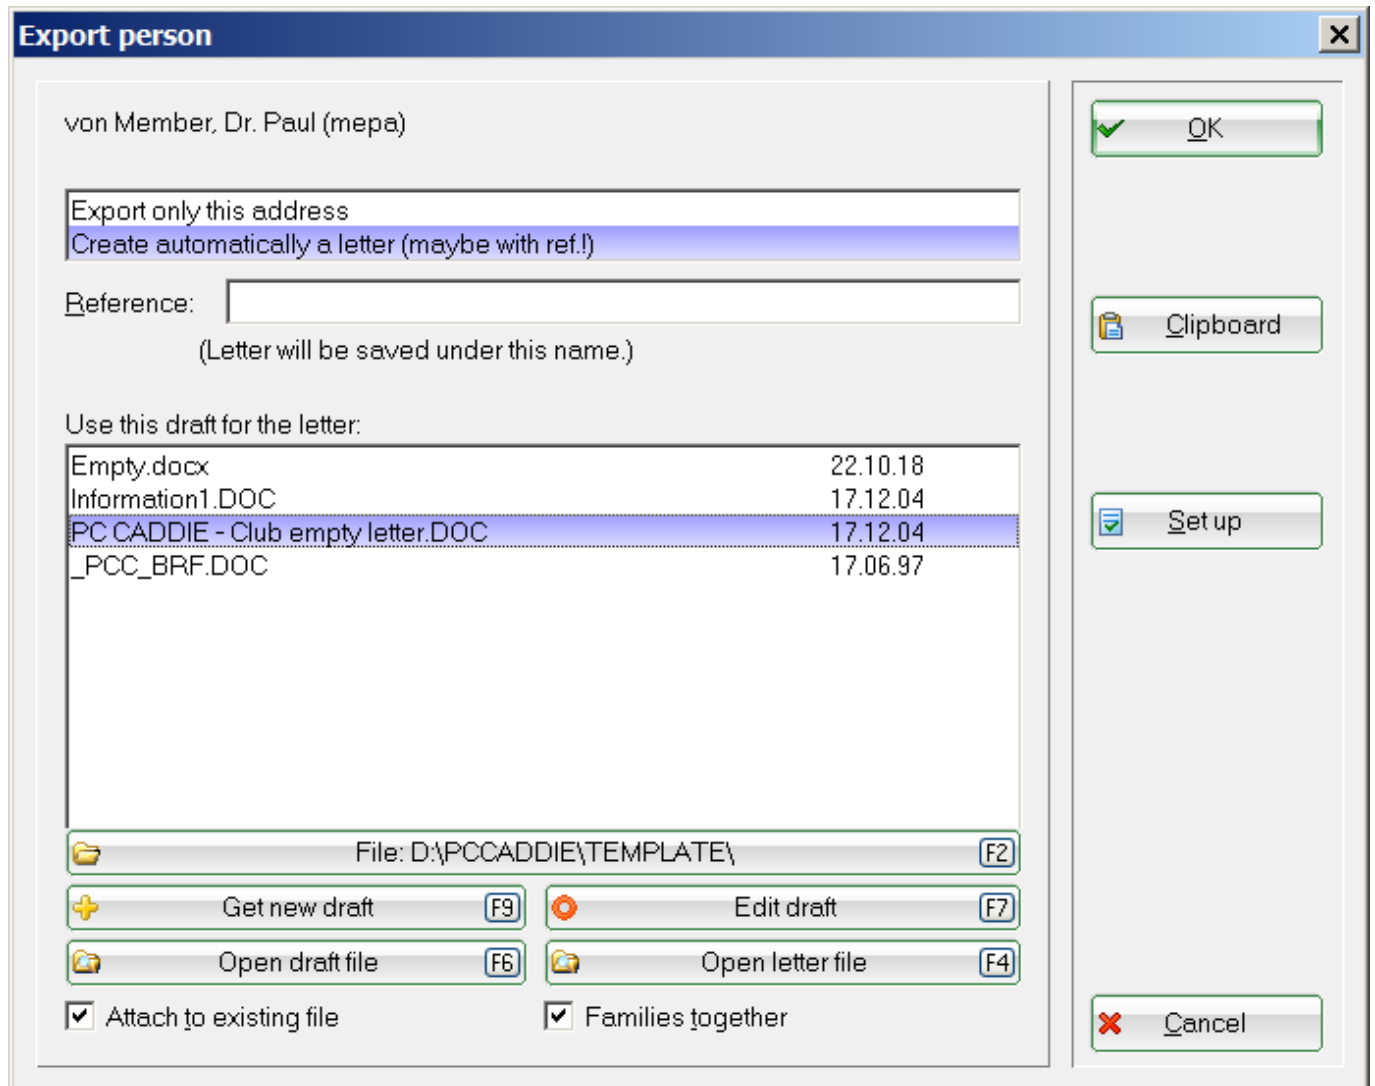 Export person
von Member, Dr. Paul (mepa)
OK
Export only this address
Create automatically a letter (maybe with ref.!)
Reference:
Clipboard
(Letter will be saved under this name.)
Use this draft for the letter:
Empty.docx 22.10.18
Information1.DOC 17.12.04
PC CADDIE - Club empty letter.DOC 17.12.04
Set up
_PCC_BRF.DOC 17.06.97
File: D:\PCCADDIE\TEMPLATE\ F2
Get new draft F9 Edit draft F7
Open draft file F6 Open letter file F4
Attach to existing file Families together
Cancel